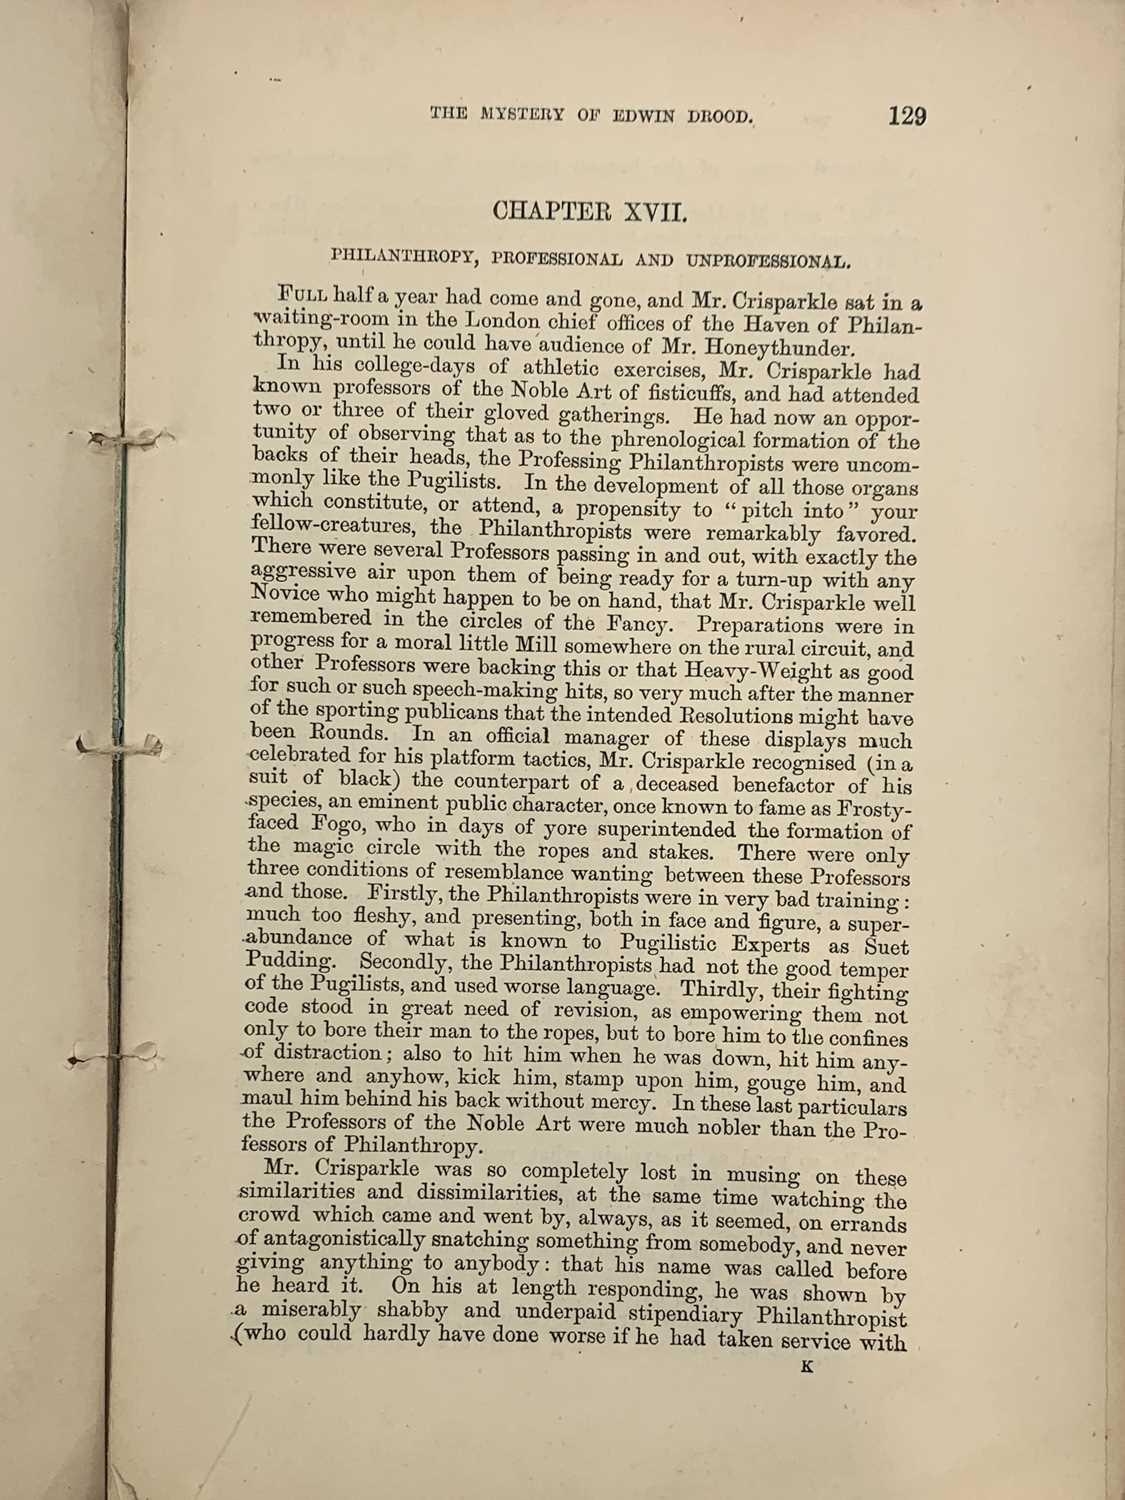 THE MYSTERY OF EDWIN DROOD. 129
CHAPTER XVII.
PHILANTHROPY, PROFESSIONAL AND UNPROFESSIONAL.
FULL half a year had come and gone, and Mr. Crisparkle sat in a
waiting-room in the London chief offices of the Haven of Philan-
thropy, until he could have audience of Mr. Honeythunder.
In his college-days of athletic exercises, Mr. Crisparkle had
known professors of the Noble Art of fisticuffs, and had attended
two or three of their gloved gatherings. He had now an oppor-
tunity of observing that as to the phrenological formation of the
backs of their heads, the Professing Philanthropists were uncom-
monly like the Pugilists. In the development of all those organs
which constitute, or attend, a propensity to "pitch into" your
fellow-creatures, the Philanthropists were remarkably favored.
There were several Professors passing in and out, with exactly the
aggressive air upon them of being ready for a turn-up with any
Novice who might happen to be on hand, that Mr. Crisparkle well
remembered in the circles of the Fancy. Preparations were in
progress for a moral little Mill somewhere on the rural circuit, and
other Professors were backing this or that Heavy-Weight as good
for such or such speech-making hits, so very much after the manner
of the sporting publicans that the intended Resolutions might have
been Rounds. In an official manager of these displays much
celebrated for his platform tactics, Mr. Crisparkle recognised (in a
suit of black) the counterpart of a deceased benefactor of his
species, an eminent public character, once known to fame as Frosty-
faced Fogo, who in days of yore superintended the formation of
the magic circle with the ropes and stakes. There were only
three conditions of resemblance wanting between these Professors
and those. Firstly, the Philanthropists were in very bad training:
much too fleshy, and presenting, both in face and figure, a super-
abundance of what is known to Pugilistic Experts as Suet
Pudding. Secondly, the Philanthropists had not the good temper
of the Pugilists, and used worse language. Thirdly, their fighting
code stood in great need of revision, as empowering them not
only to bore their man to the ropes, but to bore him to the confines
of distraction; also to hit him when he was down, hit him any-
where and anyhow, kick him, stamp upon him, gouge him, and
maul him behind his back without mercy. In these last particulars
the Professors of the Noble Art were much nobler than the Pro-
fessors of Philanthropy.
Mr. Crisparkle was so completely lost in musing on these
similarities and dissimilarities, at the same time watching the
crowd which came and went by, always, as it seemed, on errands
of antagonistically snatching something from somebody, and never
giving anything to anybody: that his name was called before
he heard it. On his at length responding, he was shown by
a miserably shabby and underpaid stipendiary Philanthropist
(who could hardly have done worse if he had taken service with
K